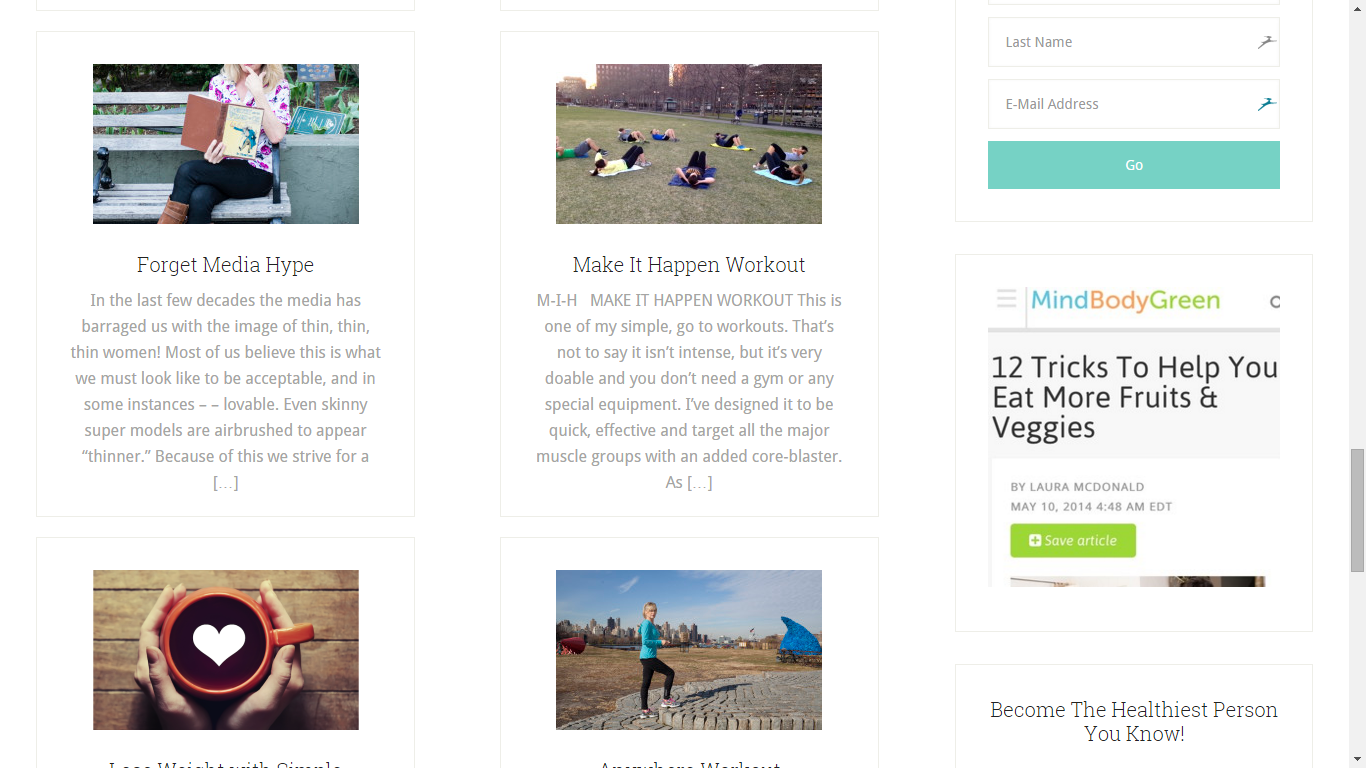 Forget Media Hype
In the last few decades the media has
barraged us with the image of thin, thin,
thin women! Most of us believe this is what
we must look like to be acceptable, and in
some instances – – lovable. Even skinny
super models are airbrushed to appear
“thinner.” Because of this we strive for a
[…]
Make It Happen Workout
M-I-H   MAKE IT HAPPEN WORKOUT This is
one of my simple, go to workouts. That’s
not to say it isn’t intense, but it’s very
doable and you don’t need a gym or any
special equipment. I’ve designed it to be
quick, effective and target all the major
muscle groups with an added core-blaster.
As […]
Lose Weight with Simple
Anywhere Workout
Last Name
E-Mail Address
Go
MindBodyGreen
12 Tricks To Help You
Eat More Fruits &
Veggies
BY LAURA MCDONALD
MAY 10, 2014 4:48 AM EDT
Save article
Become The Healthiest Person
You Know!